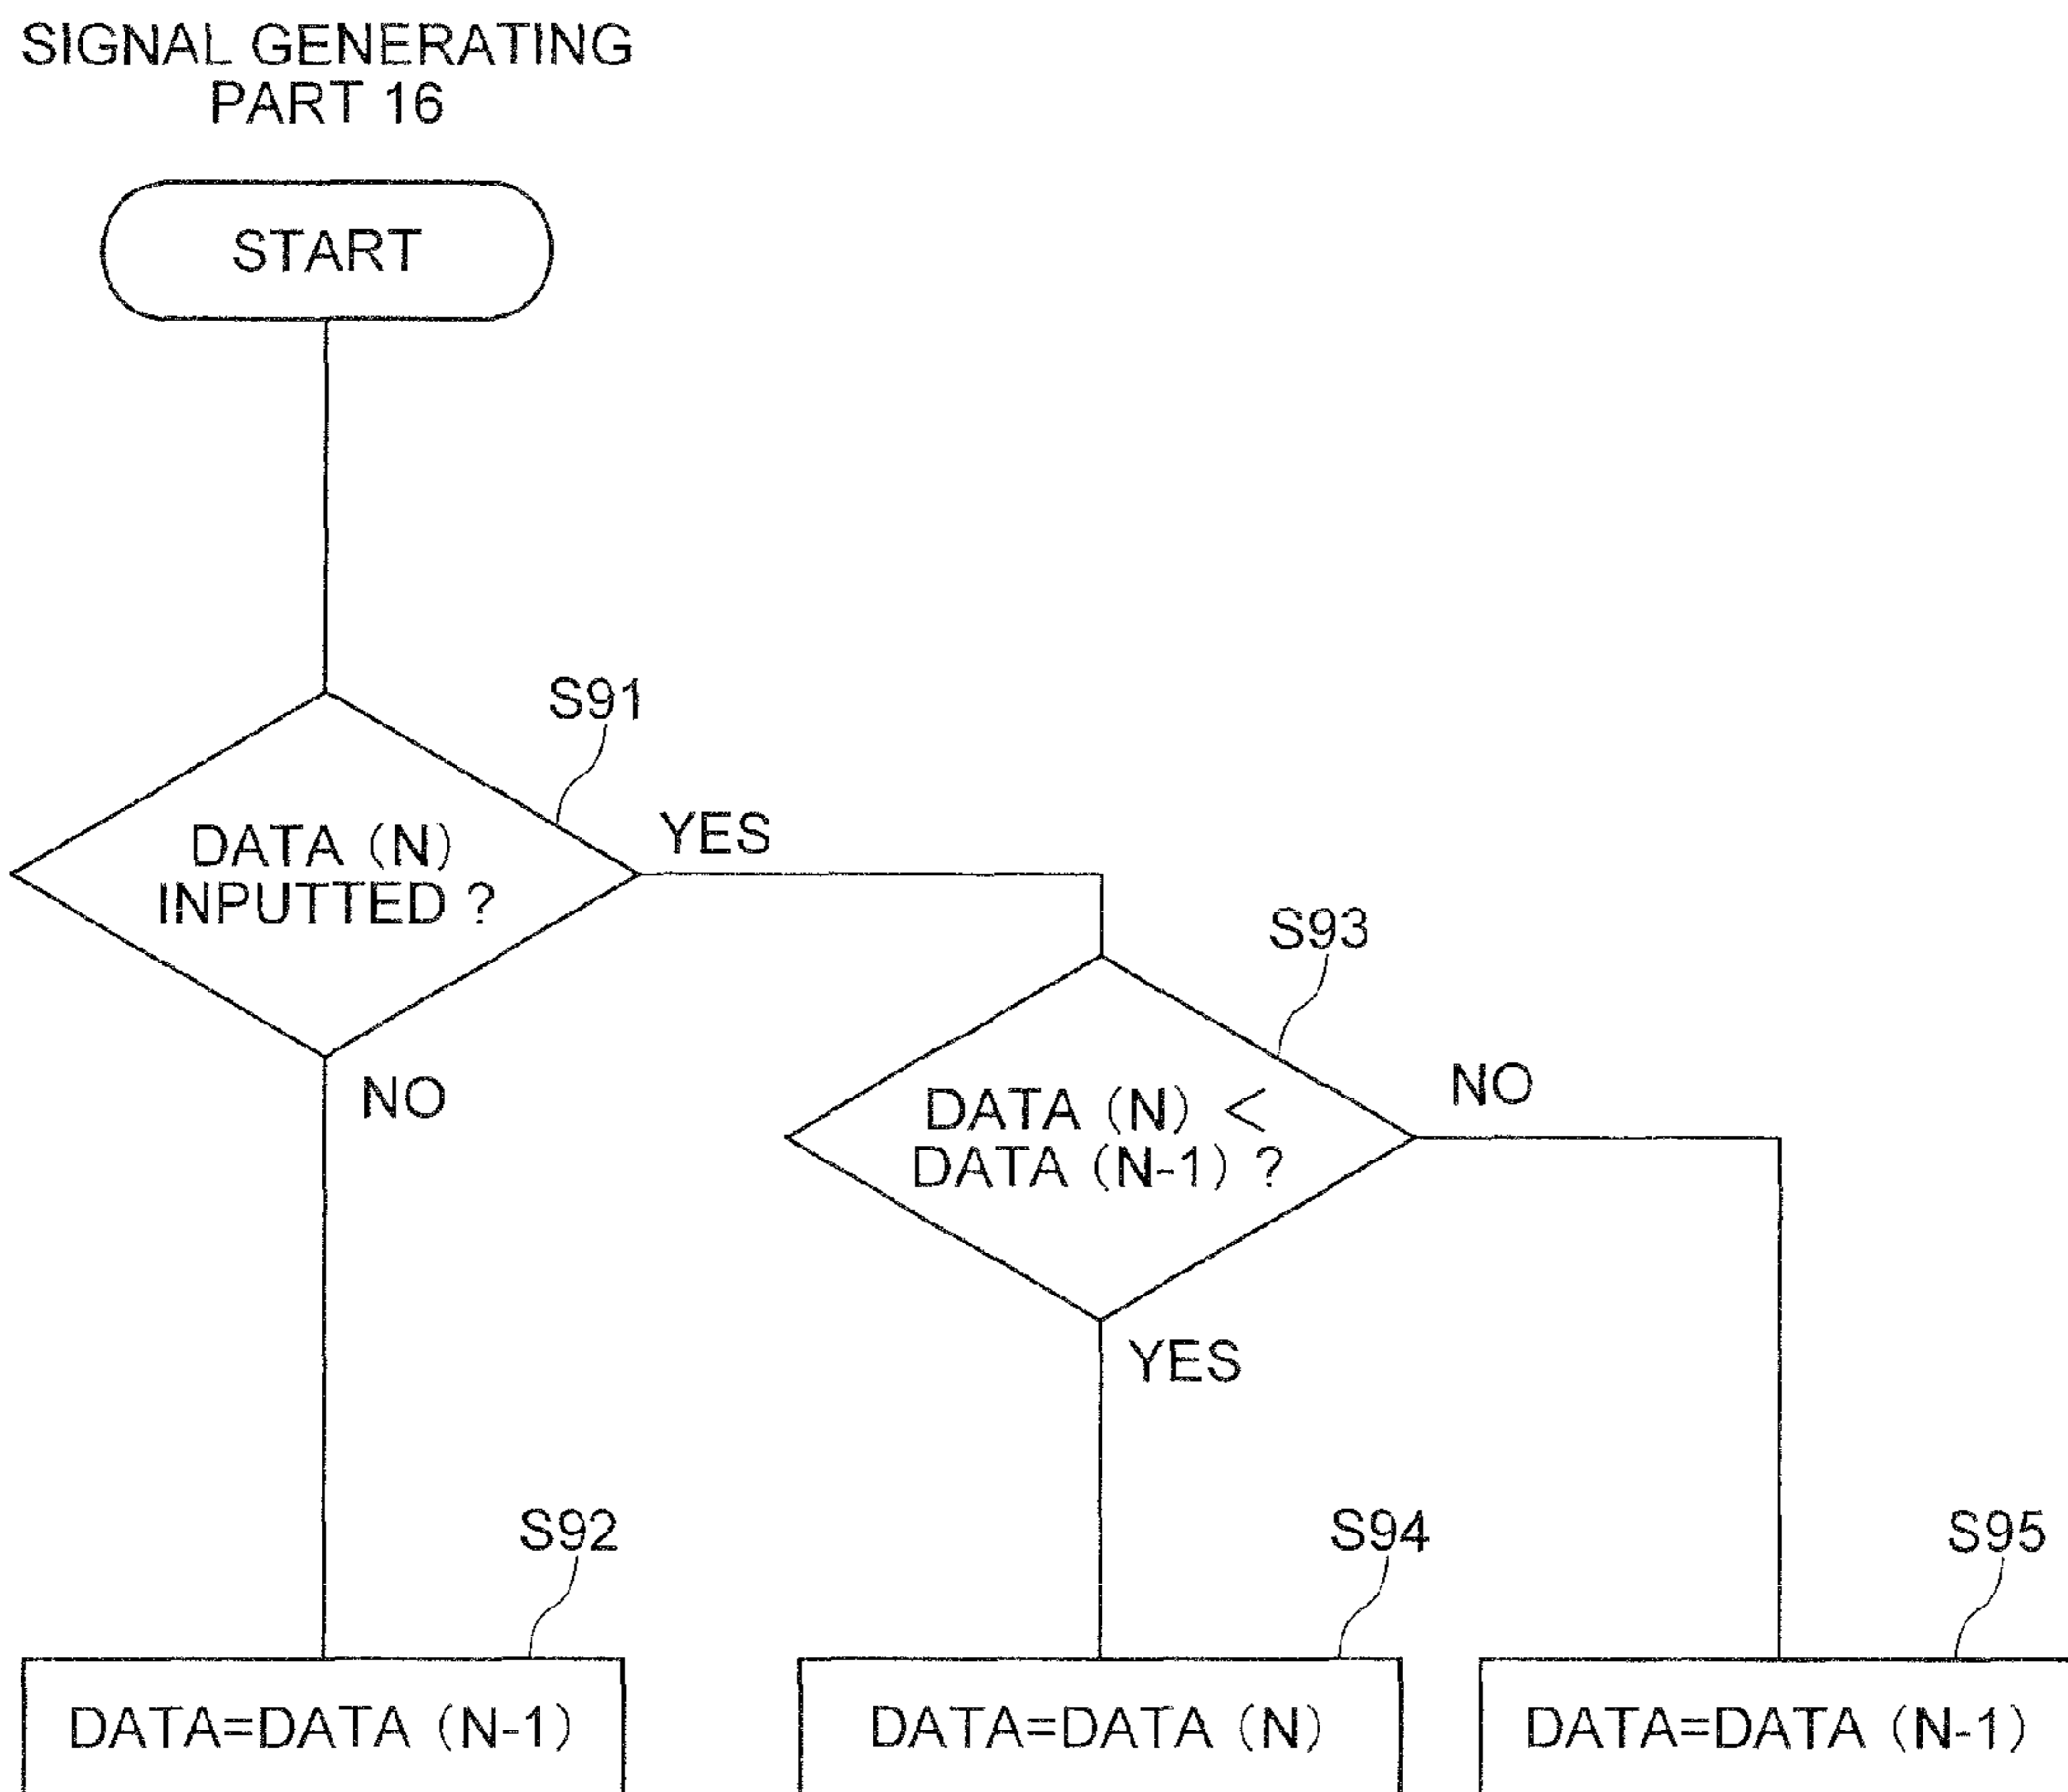 SIGNAL GENERATING
PART 16
START
S91
DATA (N)
INPUTTED ?
YES
NO
S93
DATA (N) <
DATA (N-1) ?
NO
YES
S92
S94
S95
DATA=DATA (N-1)
DATA=DATA (N)
DATA=DATA (N-1)